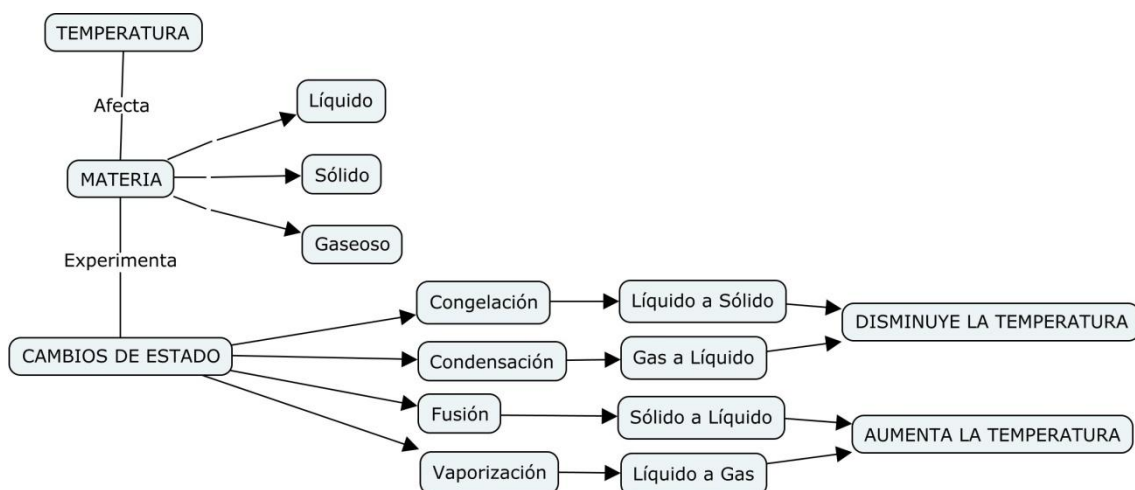 TEMPERATURA
Afecta
Líquido
MATERIA
Sólido
Gaseoso
Experimenta
CAMBIOS DE ESTADO
Congelación
Líquido a Sólido
DISMINUYE LA TEMPERATURA
Condensación
Gas a Líquido
Fusión
Sólido a Líquido
AUMENTA LA TEMPERATURA
Vaporización
Líquido a Gas